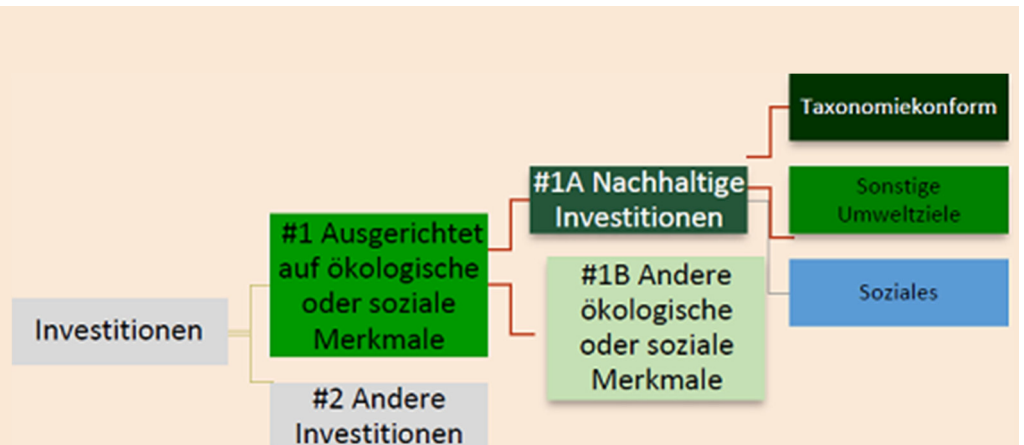 Taxonomiekonform
#1A Nachhaltige
Investitionen
Sonstige
Umweltziele
#1 Ausgerichtet
auf ökologische
oder soziale
Merkmale
#1B Andere
ökologische
oder soziale
Merkmale
Soziales
Investitionen
#2 Andere
Investitionen